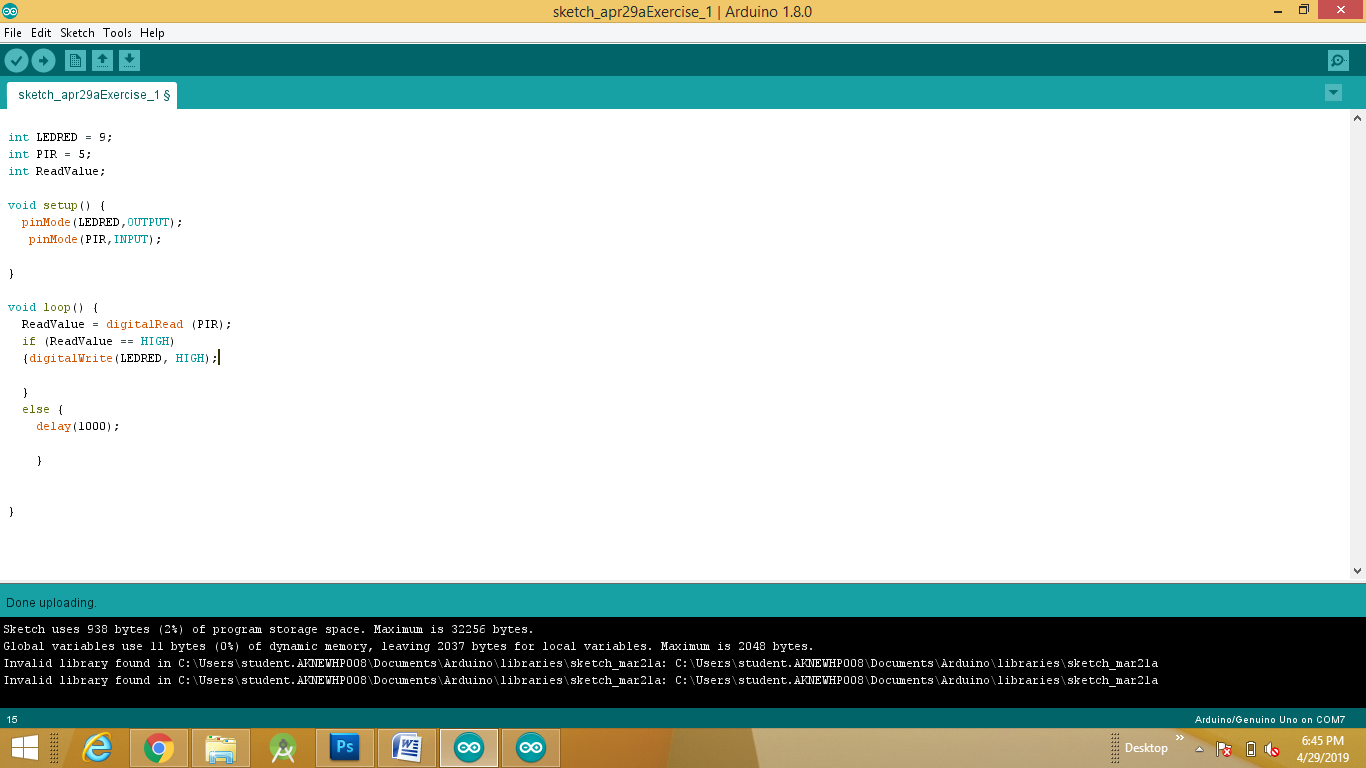 sketch_apr29aExercise_1 | Arduino 1.8.0
File Edit Sketch Tools Help
sketch_apr29aExercise_1 §
int LEDRED = 9;
int PIR = 5;
int ReadValue;
void setup() {
pinMode(LEDRED,OUTPUT);
pinMode(PIR,INPUT);
}
void loop() {
ReadValue = digitalRead (PIR);
if (ReadValue == HIGH)
{digitalWrite(LEDRED, HIGH);
}
else {
delay(1000);
}
}
Done uploading.
Sketch uses 938 bytes (2%) of program storage space. Maximum is 32256 bytes.
Global variables use 11 bytes (0%) of dynamic memory, leaving 2037 bytes for local variables. Maximum is 2048 bytes.
Invalid library found in C:\Users\student.AKNEWHP008\Documents\Arduino\libraries\sketch_mar21a: C:\Users\student.AKNEWHP008\Documents\Arduino\libraries\sketch_mar21a
Invalid library found in C:\Users\student.AKNEWHP008\Documents\Arduino\libraries\sketch_mar21a: C:\Users\student.AKNEWHP008\Documents\Arduino\libraries\sketch_mar21a
15
Arduino/Genuino Uno on COM7
Ps
Desktop
6:45 PM
4/29/2019